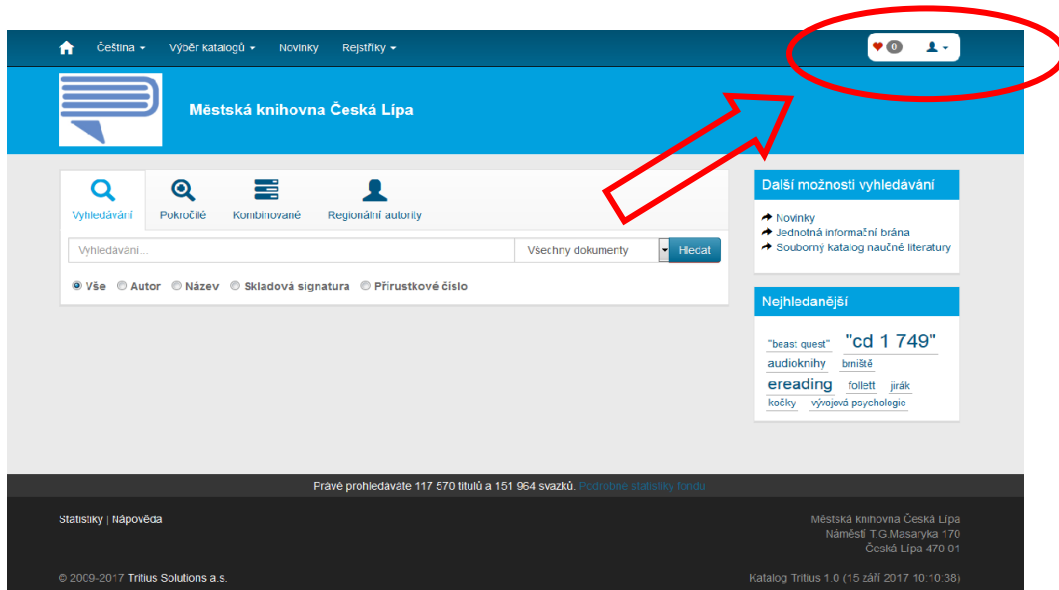 Čeština Výběr katalogů Novinky Rejstříky 0
Městská knihovna Česká Lípa
Vyhledávání Pokročilé Kombinované Regionální autority
Vyhledávání... Všechny dokumenty Hledat
Vše Autor Název Skladová signatura Přírustkové číslo
Další možnosti vyhledávání
Novinky
Jednotná informační brána
Souborný katalog naučné literatury
Nejhledanější
"beast quest" "cd 1 749"
audioknihy brniště
ereading follett jirák
kočky vývojová psychologie
Právě prohledáváte 117 570 titulů a 151 964 svazků. Podrobné statistiky fondu
Statistiky | Nápověda
Městská knihovna Česká Lípa
Náměstí T.G.Masaryka 170
Česká Lípa 470 01
© 2009-2017 Tritius Solutions a.s.
Katalog Tritius 1.0 (15 září 2017 10:10:38)